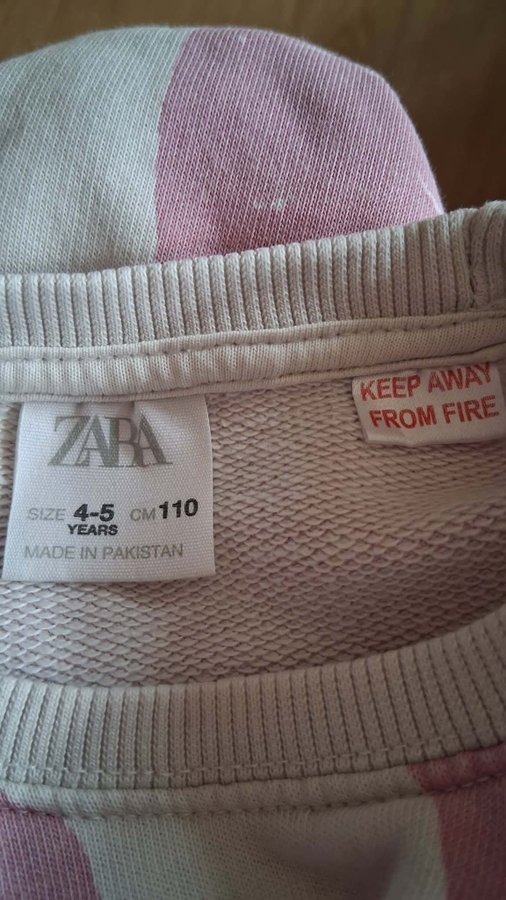 ZARA
SIZE 4-5 CM 110
YEARS
MADE IN PAKISTAN
KEEP AWAY
FROM FIRE